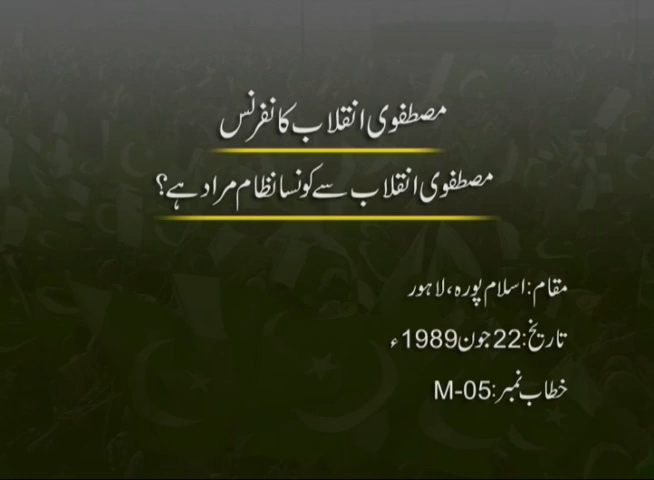 مصطفوی انقلاب کانفرنس
مصطفوی انقلاب سے کونسا نظام مراد ہے؟
مقام: اسلام پورہ، لاہور
تاریخ: 22 جون 1989ء
خطاب نمبر: M-05